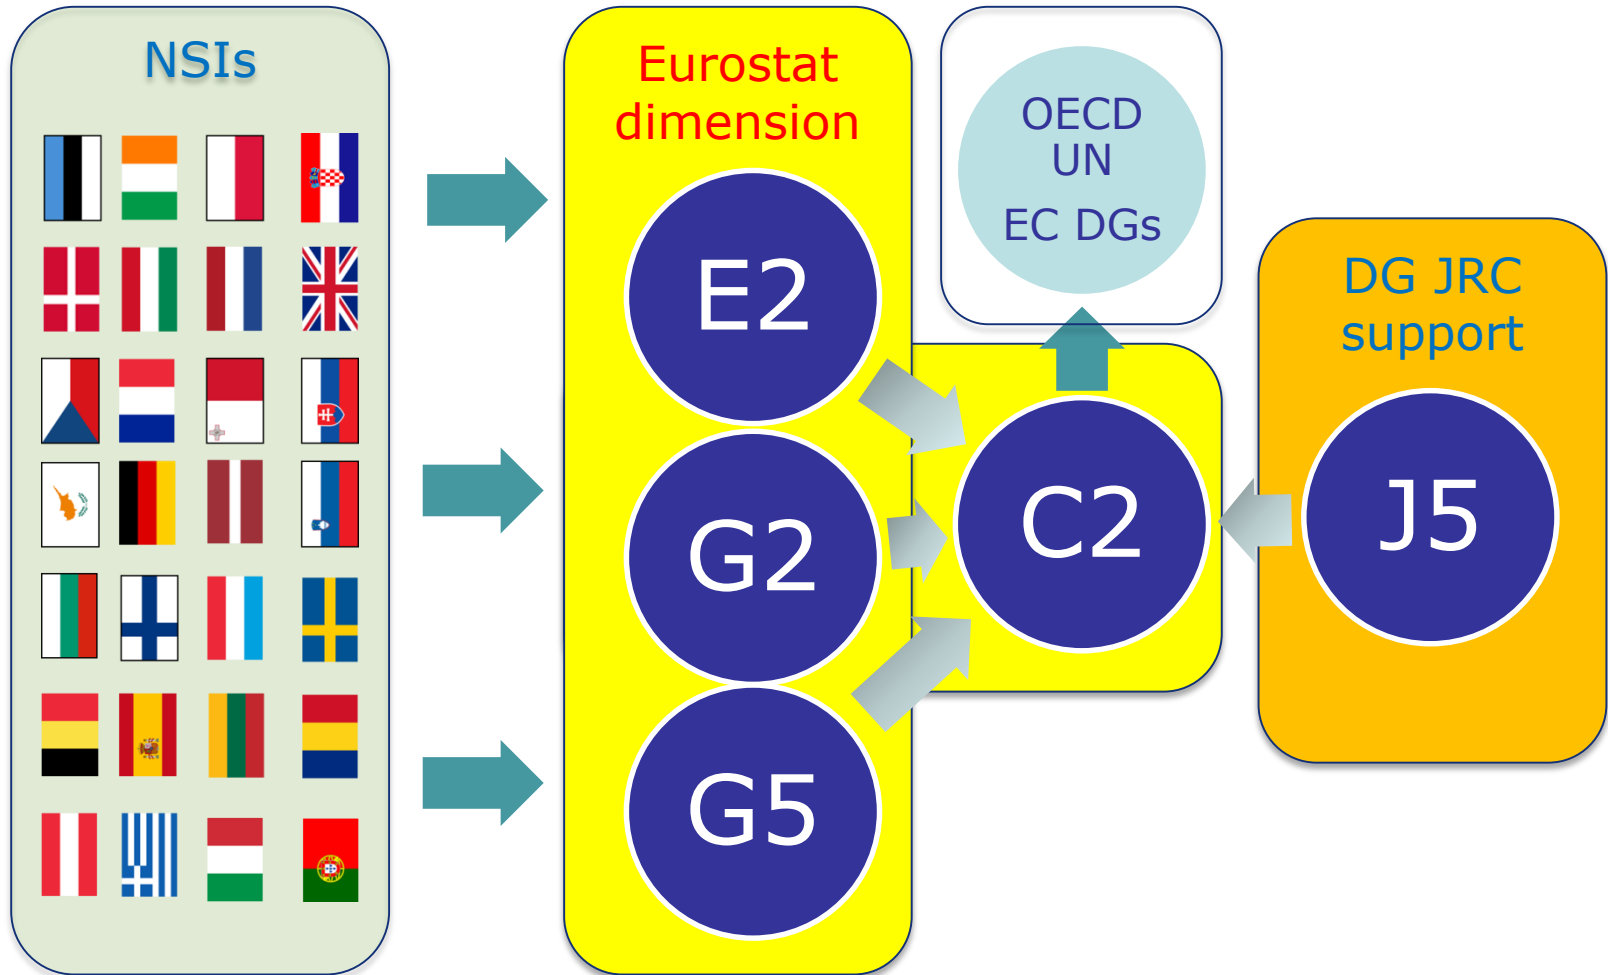 NSIs
Eurostat
dimension
E2
G2
G5
OECD
UN
EC DGs
C2
DG JRC
support
J5